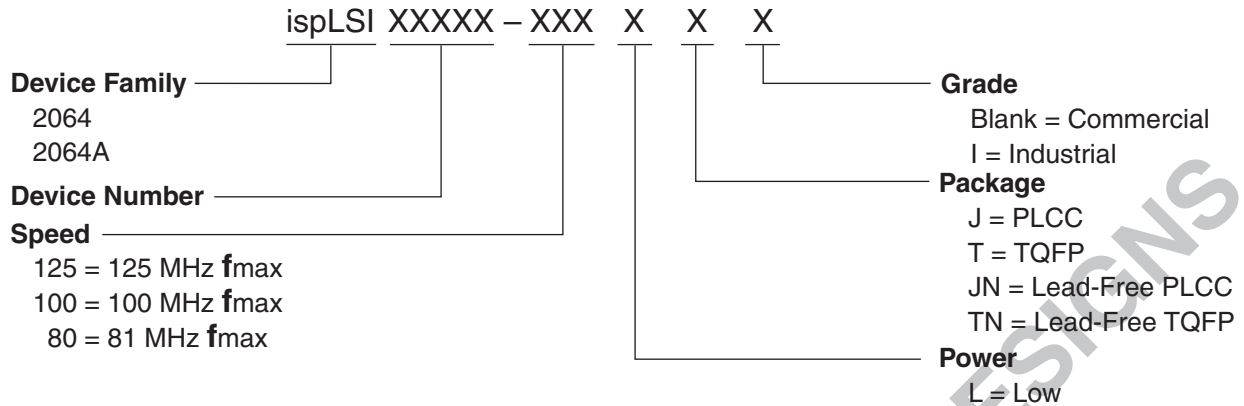 ispLSI XXXXX – XXX X X X
Device Family
2064
2064A
Device Number
Speed
125 = 125 MHz fmax
100 = 100 MHz fmax
80 = 81 MHz fmax
Grade
Blank = Commercial
I = Industrial
Package
J = PLCC
T = TQFP
JN = Lead-Free PLCC
TN = Lead-Free TQFP
Power
L = Low
ESIGNS